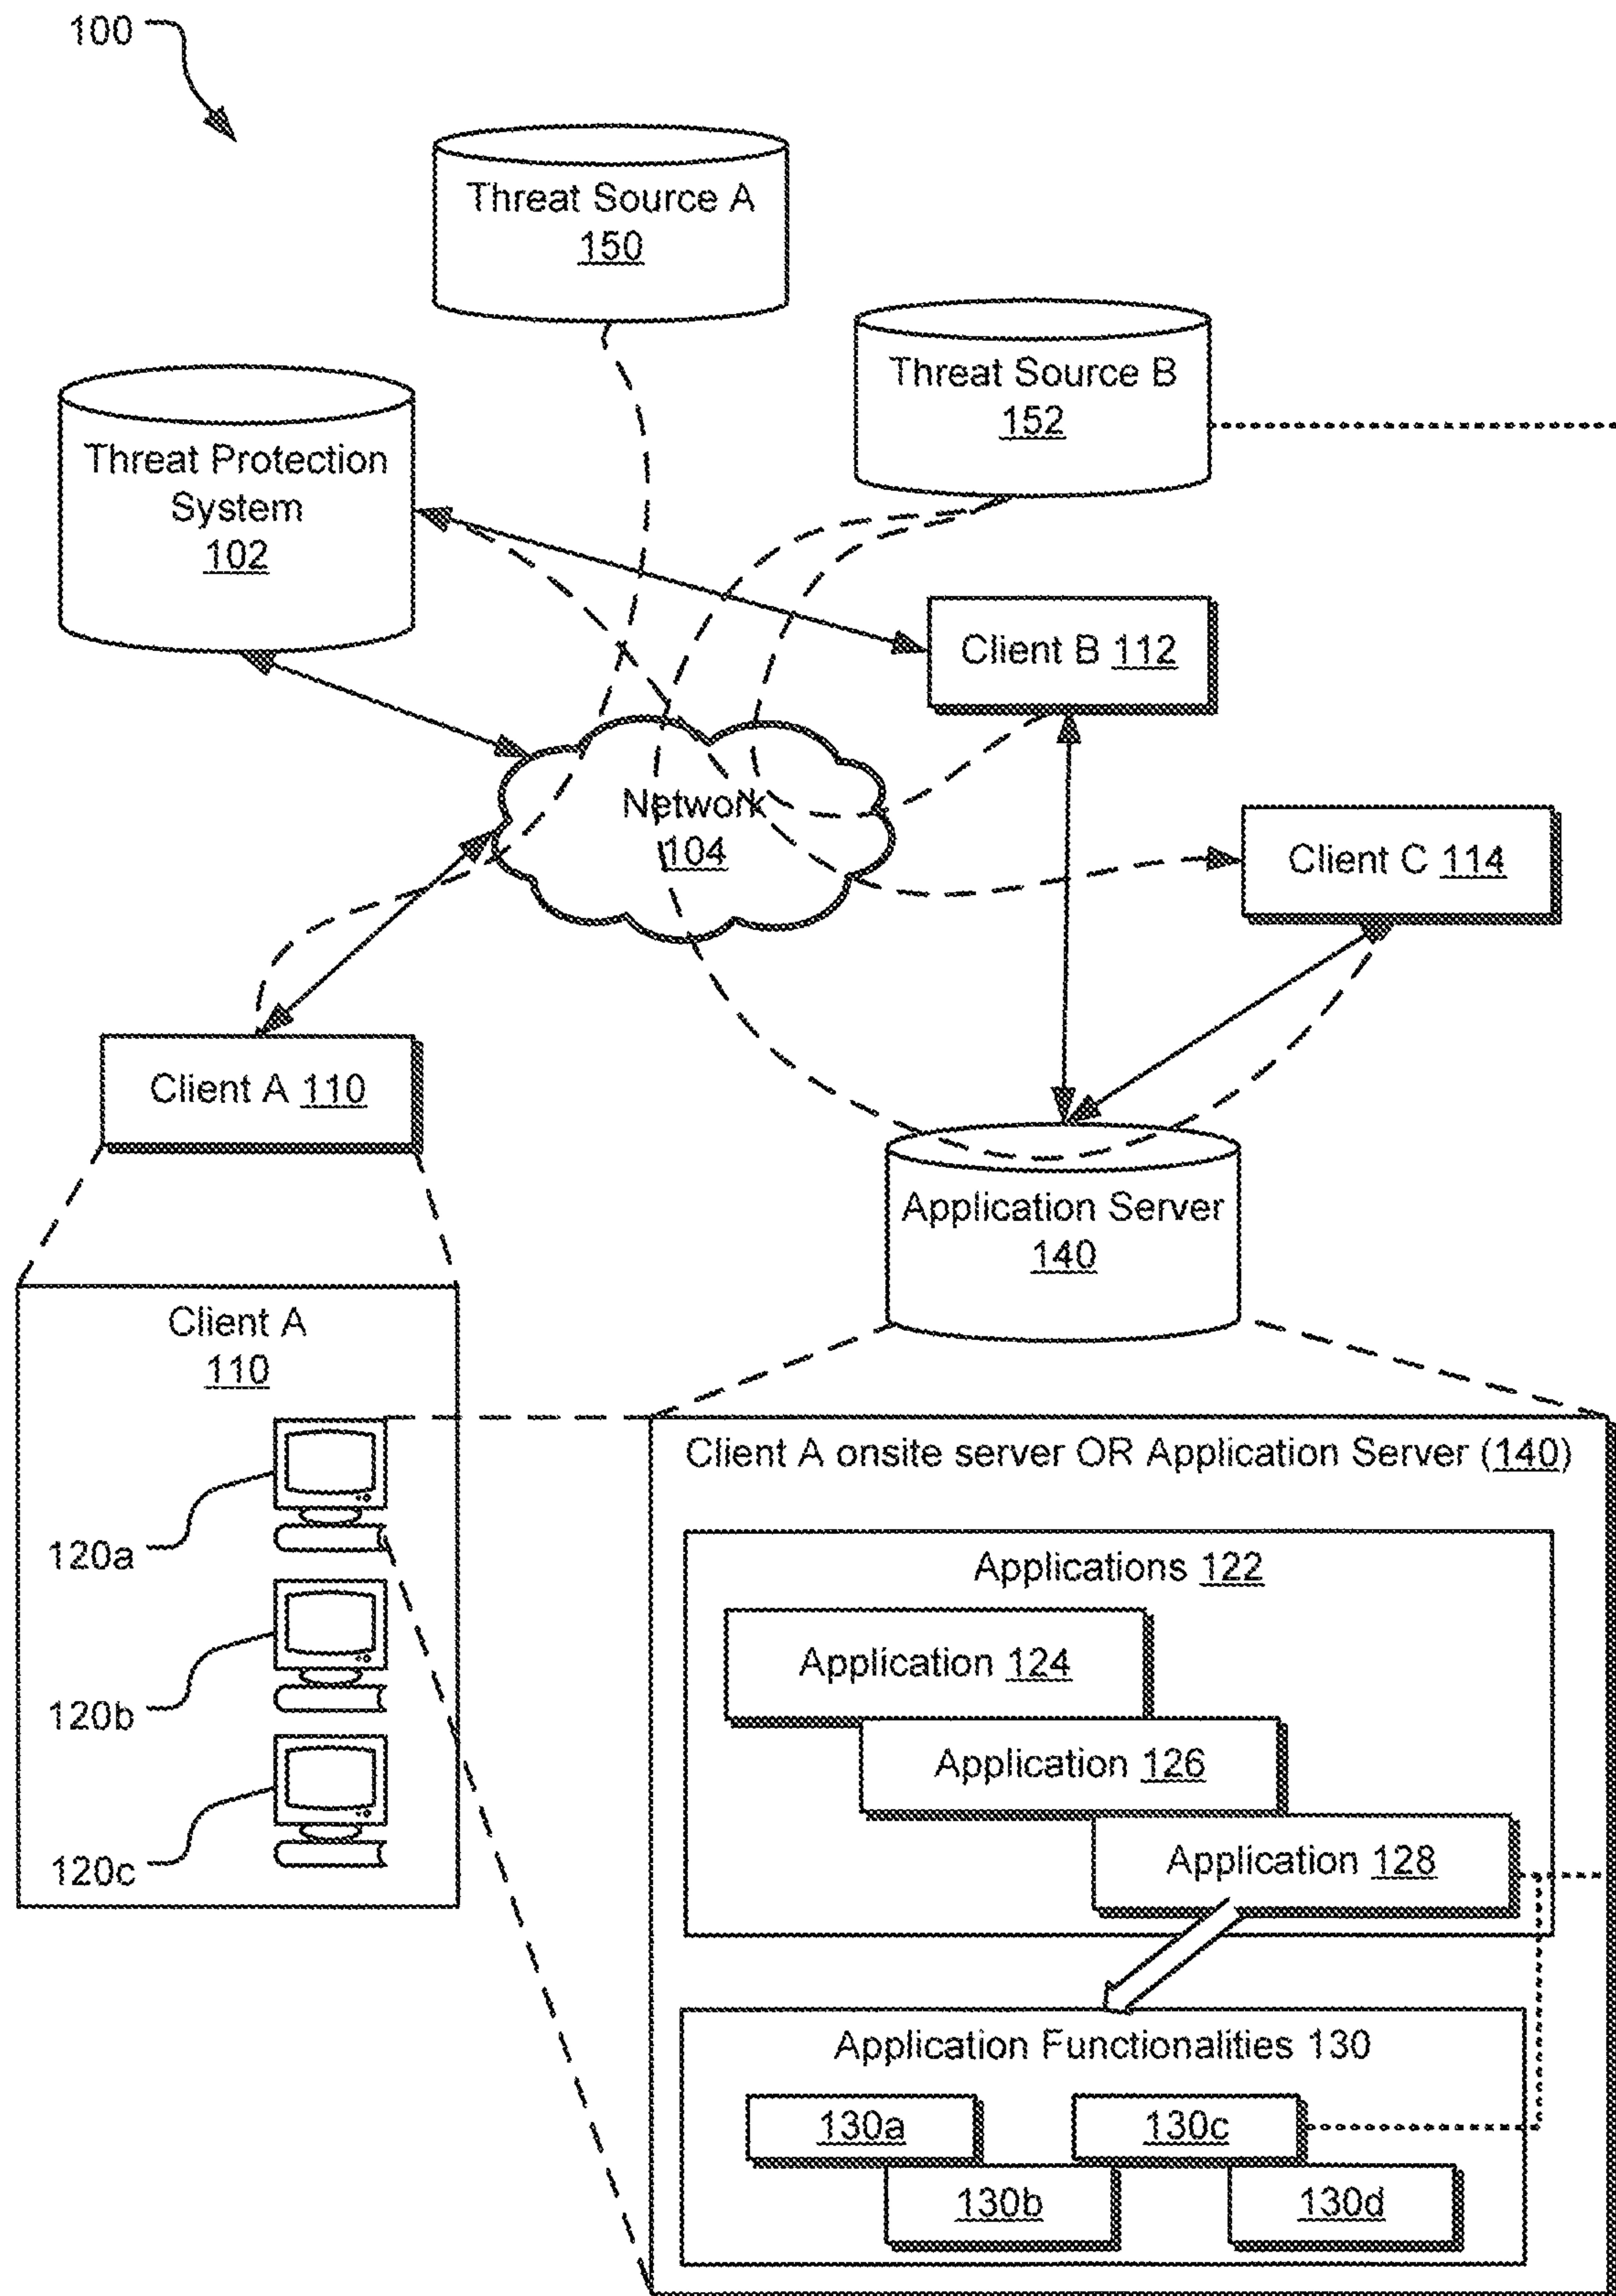 100
Threat Source A
150
Threat Source B
152
Threat Protection
System
102
Client B 112
Network
104
Client C 114
Client A 110
Application Server
140
Client A
110
120a
120b
120c
Client A onsite server OR Application Server (140)
Applications 122
Application 124
Application 126
Application 128
Application Functionalities 130
130a
130c
130b
130d